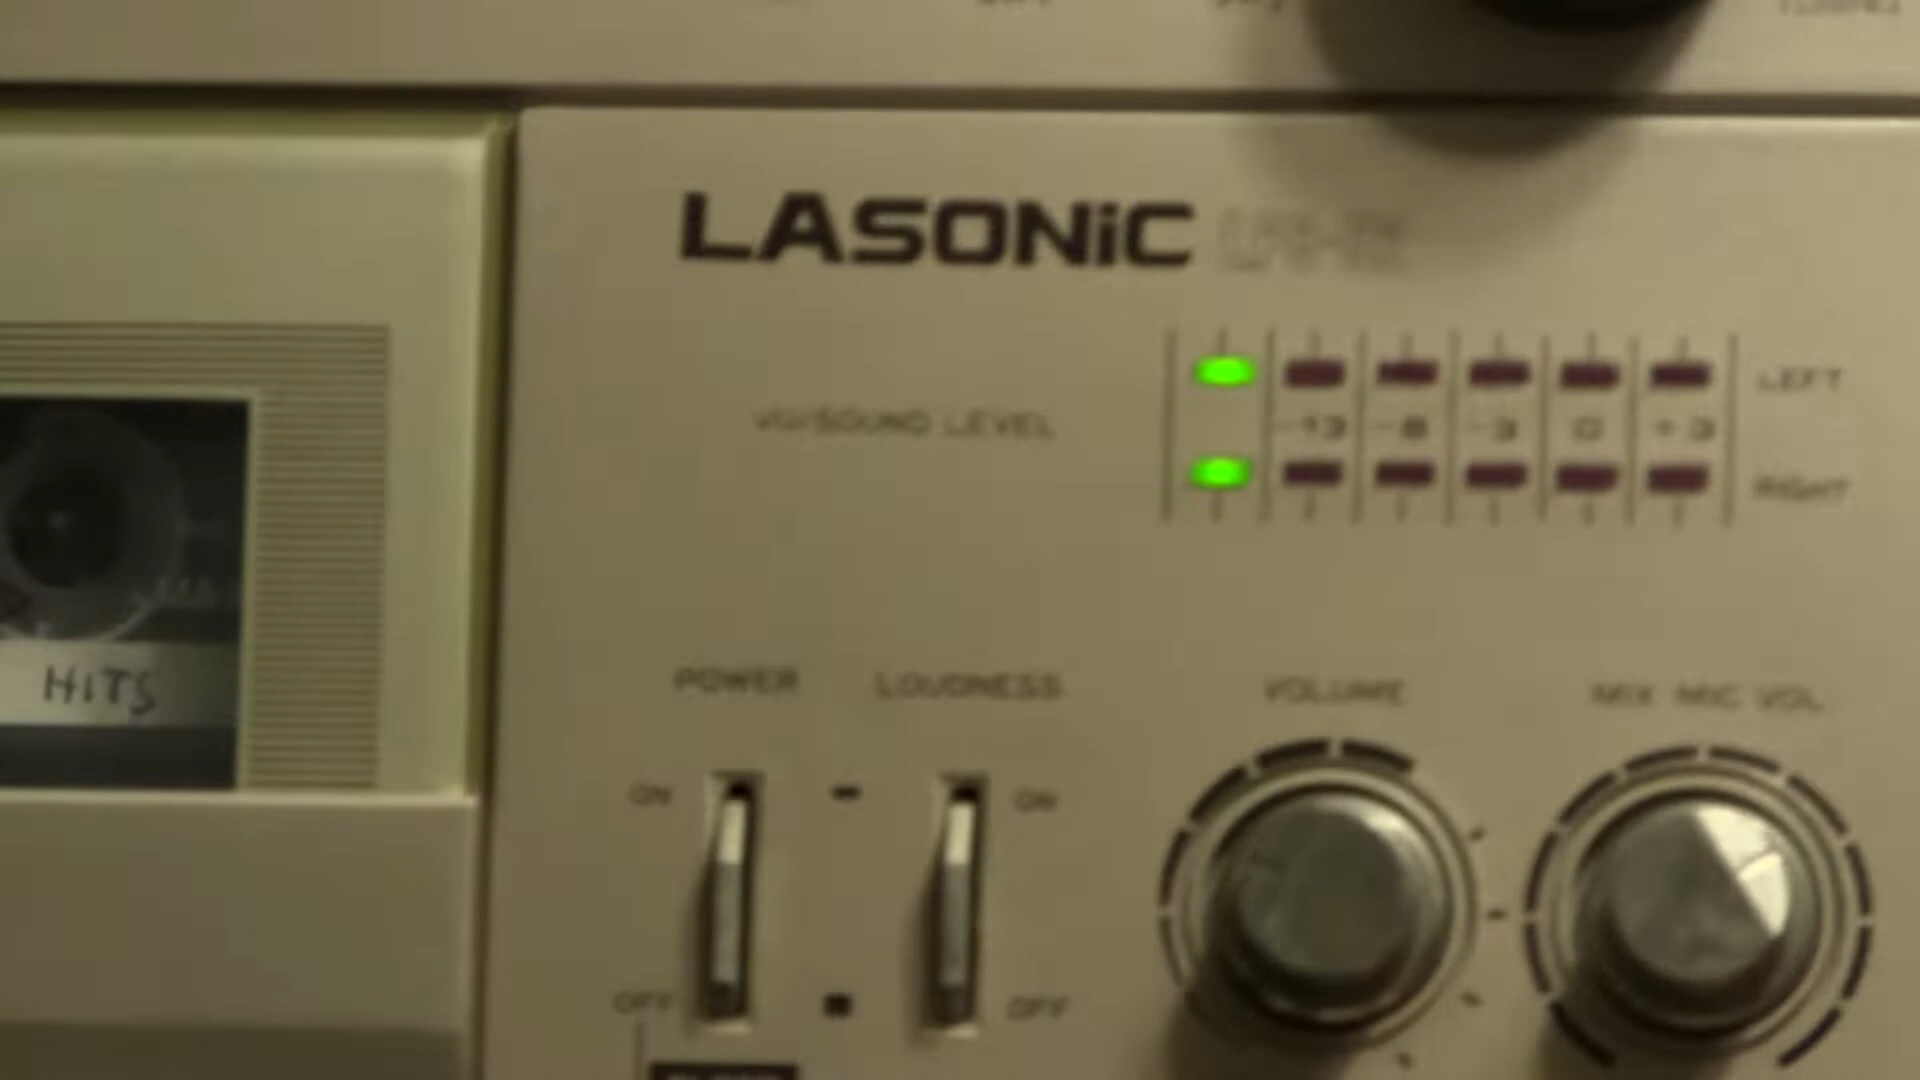 LASONiC
LEFT
VU/SOUND LEVEL
-13 -8 -3 0 +3
RIGHT
HITS
POWER LOUDNESS VOLUME MIX MIC VOL
ON ON
OFF OFF